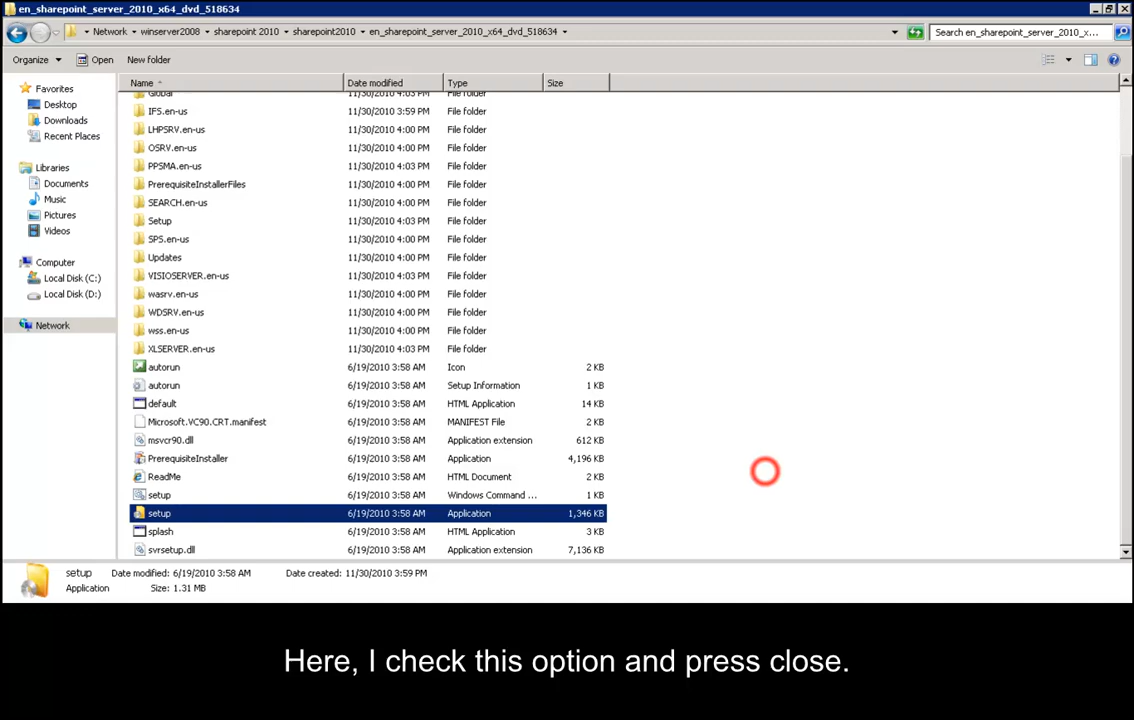 en_sharepoint_server_2010_x64_dvd_518634
Network winserver2008 sharepoint 2010 sharepoint2010 en_sharepoint_server_2010_x64_dvd_518634 Search en_sharepoint_server_2010_x...
Organize Open New folder
Name Date modified Type Size
Favorites
Desktop
Downloads
Recent Places
Libraries
Documents
Music
Pictures
Videos
Computer
Local Disk (C:)
Local Disk (D:)
Network
Global 11/30/2010 4:03 PM File folder
IFS.en-us 11/30/2010 3:59 PM File folder
LHPSRV.en-us 11/30/2010 4:00 PM File folder
OSRV.en-us 11/30/2010 4:00 PM File folder
PPSMA.en-us 11/30/2010 4:00 PM File folder
PrerequisiteInstallerFiles 11/30/2010 4:00 PM File folder
SEARCH.en-us 11/30/2010 4:00 PM File folder
Setup 11/30/2010 4:03 PM File folder
SPS.en-us 11/30/2010 4:00 PM File folder
Updates 11/30/2010 4:00 PM File folder
VISIOSERVER.en-us 11/30/2010 4:03 PM File folder
wasrv.en-us 11/30/2010 4:00 PM File folder
WDSRV.en-us 11/30/2010 4:00 PM File folder
wss.en-us 11/30/2010 4:00 PM File folder
XLSERVER.en-us 11/30/2010 4:03 PM File folder
autorun 6/19/2010 3:58 AM Icon 2 KB
autorun 6/19/2010 3:58 AM Setup Information 1 KB
default 6/19/2010 3:58 AM HTML Application 14 KB
Microsoft.VC90.CRT.manifest 6/19/2010 3:58 AM MANIFEST File 2 KB
msvcr90.dll 6/19/2010 3:58 AM Application extension 612 KB
PrerequisiteInstaller 6/19/2010 3:58 AM Application 4,196 KB
ReadMe 6/19/2010 3:58 AM HTML Document 2 KB
setup 6/19/2010 3:58 AM Windows Command ... 1 KB
setup 6/19/2010 3:58 AM Application 1,346 KB
splash 6/19/2010 3:58 AM HTML Application 3 KB
svrsetup.dll 6/19/2010 3:58 AM Application extension 7,136 KB
setup Date modified: 6/19/2010 3:58 AM Date created: 11/30/2010 3:59 PM
Application Size: 1.31 MB
Here, I check this option and press close.